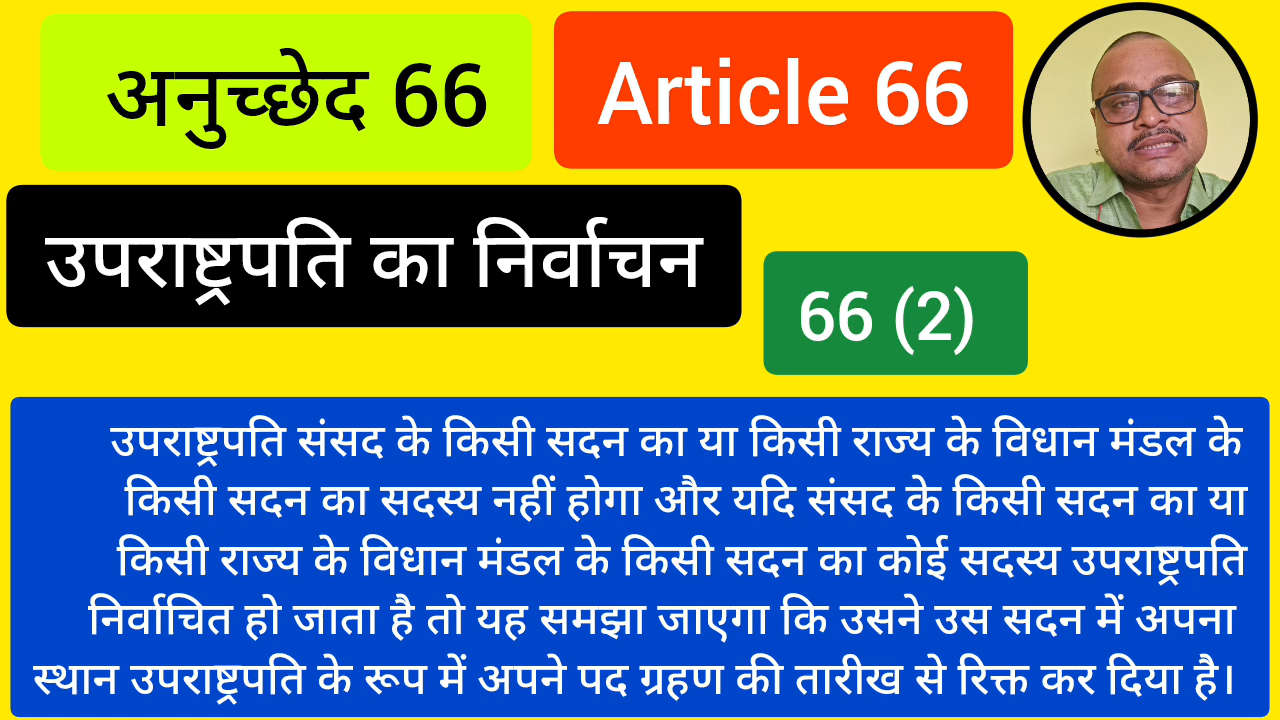 अनुच्छेद 66
Article 66
उपराष्ट्रपति का निर्वाचन
66 (2)
उपराष्ट्रपति संसद के किसी सदन का या किसी राज्य के विधान मंडल के
किसी सदन का सदस्य नहीं होगा और यदि संसद के किसी सदन का या
किसी राज्य के विधान मंडल के किसी सदन का कोई सदस्य उपराष्ट्रपति
निर्वाचित हो जाता है तो यह समझा जाएगा कि उसने उस सदन में अपना
स्थान उपराष्ट्रपति के रूप में अपने पद ग्रहण की तारीख से रिक्त कर दिया है।